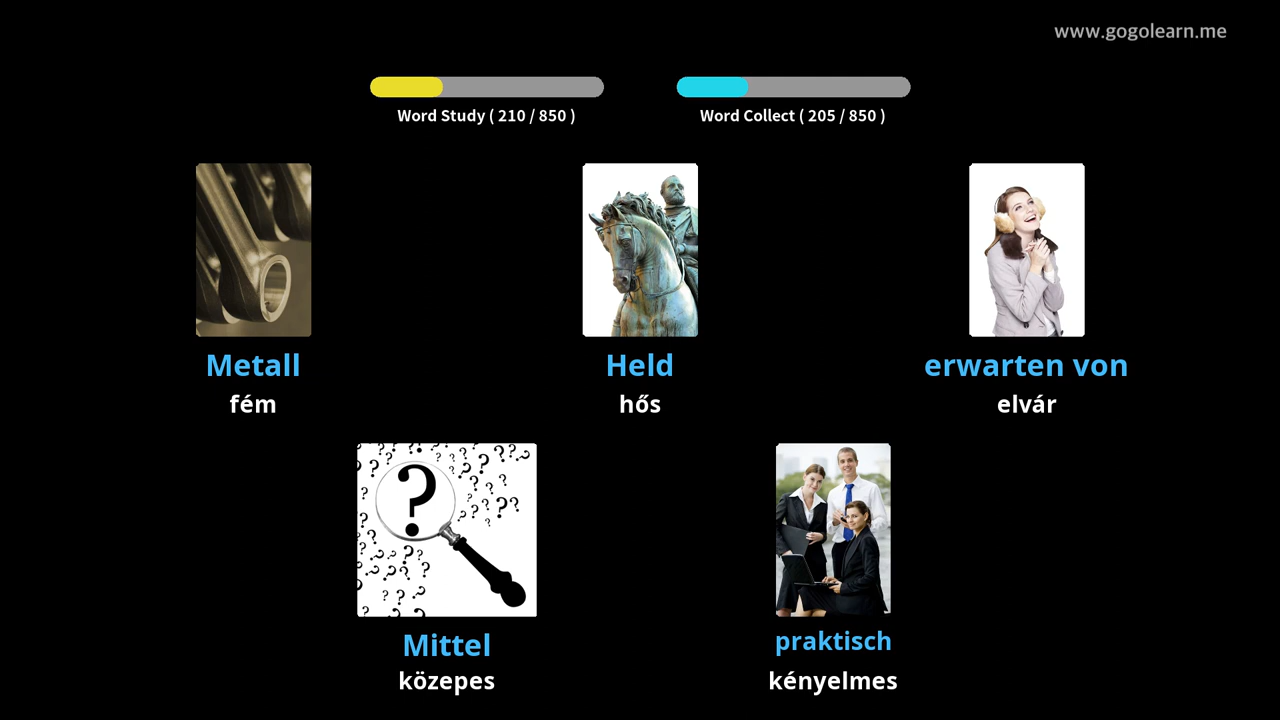 www.gogolearn.me
Word Study ( 210 / 850 )
Word Collect ( 205 / 850 )
Metall
fém
Held
hős
erwarten von
elvár
Mittel
közepes
praktisch
kényelmes